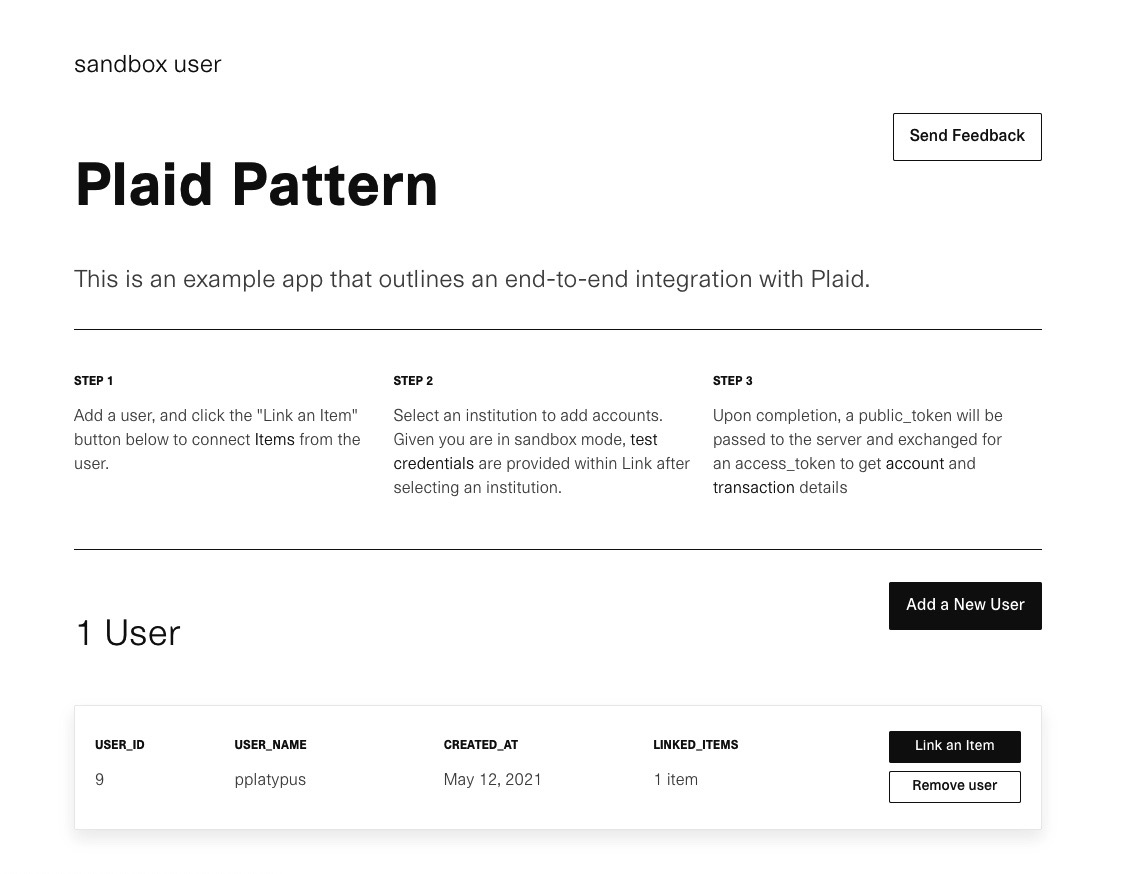 sandbox user
Send Feedback
Plaid Pattern
This is an example app that outlines an end-to-end integration with Plaid.
STEP 1
Add a user, and click the "Link an Item"
button below to connect Items from the
user.
STEP 2
Select an institution to add accounts.
Given you are in sandbox mode, test
credentials are provided within Link after
selecting an institution.
STEP 3
Upon completion, a public_token will be
passed to the server and exchanged for
an access_token to get account and
transaction details
1 User
Add a New User
USER_ID
9
USER_NAME
pplatypus
CREATED_AT
May 12, 2021
LINKED_ITEMS
1 item
Link an Item
Remove user